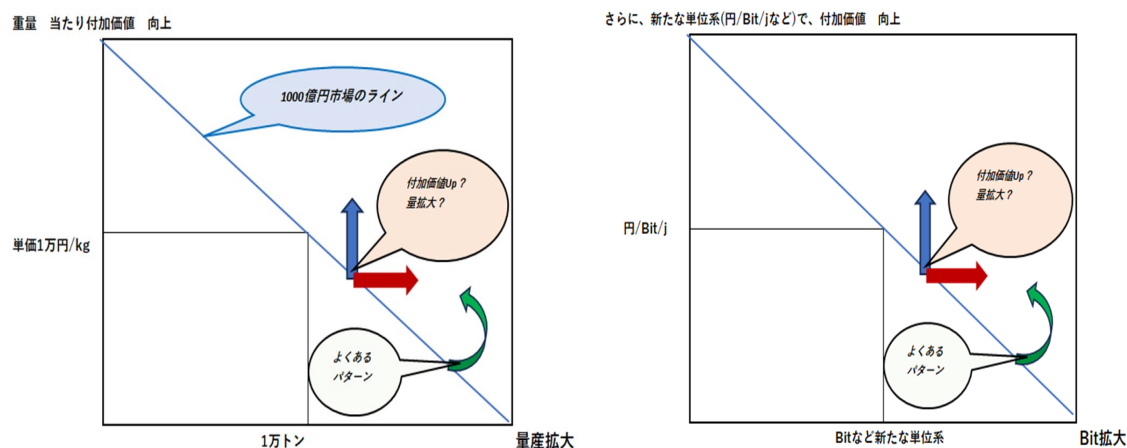 重量　当たり付加価値　向上
1000億円市場のライン
付加価値Up？
量拡大？
単価1万円/kg
よくある
パターン
1万トン
量産拡大
さらに、新たな単位系(円/Bit/jなど)で、付加価値　向上
付加価値Up？
量拡大？
円/Bit/j
よくある
パターン
Bitなど新たな単位系
Bit拡大